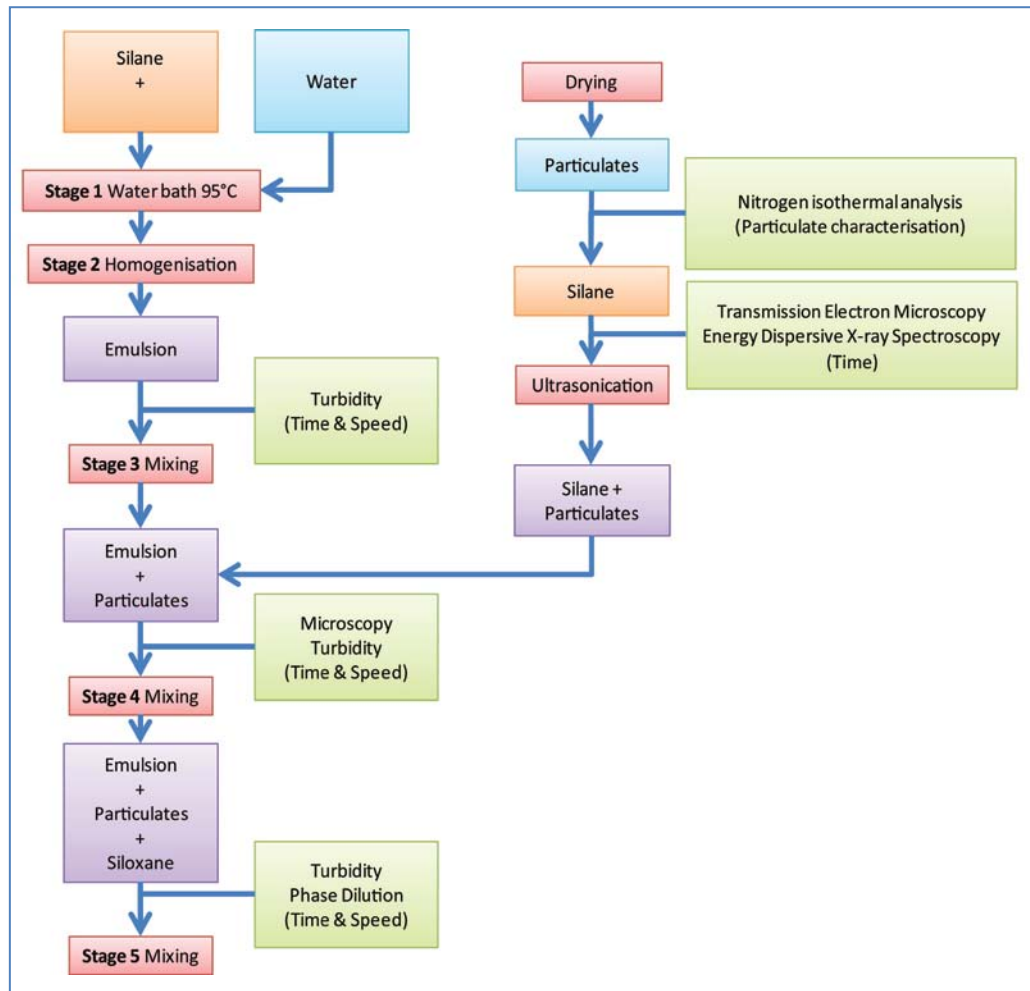 Silane
+
Water
Stage 1 Water bath 95°C
Stage 2 Homogenisation
Emulsion
Turbidity
(Time & Speed)
Stage 3 Mixing
Emulsion
+
Particulates
Microscopy
Turbidity
(Time & Speed)
Stage 4 Mixing
Emulsion
+
Particulates
+
Siloxane
Turbidity
Phase Dilution
(Time & Speed)
Stage 5 Mixing
Drying
Particulates
Nitrogen isothermal analysis
(Particulate characterisation)
Silane
Transmission Electron Microscopy
Energy Dispersive X-ray Spectroscopy
(Time)
Ultrasonication
Silane +
Particulates